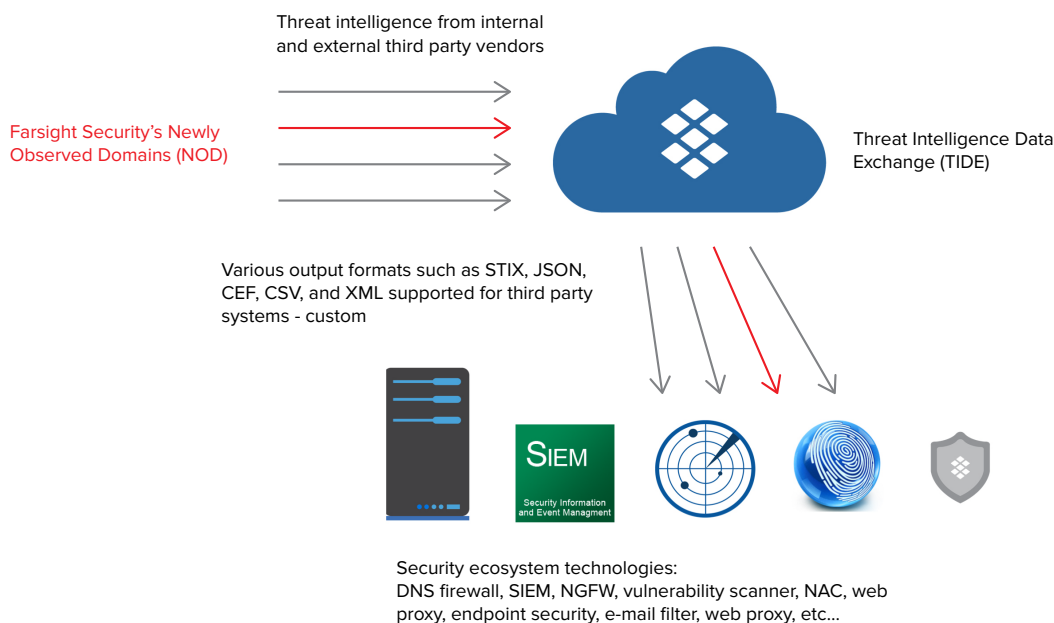 Threat intelligence from internal
and external third party vendors
Farsight Security’s Newly
Observed Domains (NOD)
Threat Intelligence Data
Exchange (TIDE)
Various output formats such as STIX, JSON,
CEF, CSV, and XML supported for third party
systems - custom
SIEM
Security Information
and Event Managment
Security ecosystem technologies:
DNS firewall, SIEM, NGFW, vulnerability scanner, NAC, web
proxy, endpoint security, e-mail filter, web proxy, etc...